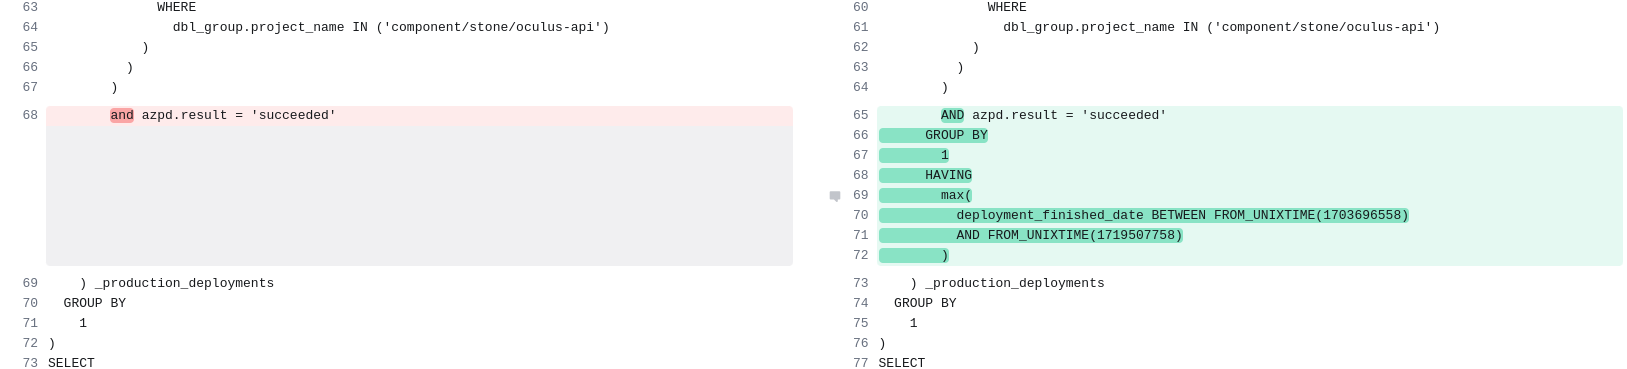 63 WHERE
64 dbl_group.project_name IN ('component/stone/oculus-api')
65 )
66 )
67 )
68 and azpd.result = 'succeeded'
69 ) _production_deployments
70 GROUP BY
71 1
72 )
73 SELECT
60 WHERE
61 dbl_group.project_name IN ('component/stone/oculus-api')
62 )
63 )
64 )
65 AND azpd.result = 'succeeded'
66 GROUP BY
67 1
68 HAVING
69 max(
70 deployment_finished_date BETWEEN FROM_UNIXTIME(1703696558)
71 AND FROM_UNIXTIME(1719507758)
72 )
73 ) _production_deployments
74 GROUP BY
75 1
76 )
77 SELECT